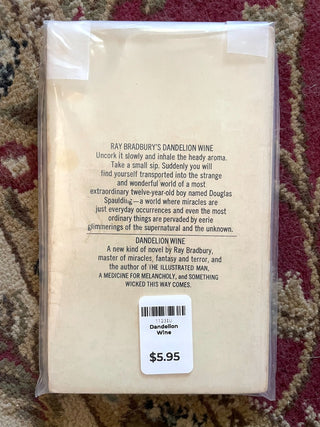 RAY BRADBURY'S DANDELION WINE
Uncork it slowly and inhale the heady aroma.
Take a small sip. Suddenly you will
find yourself transported into the strange
and wonderful world of a most
extraordinary twelve-year-old boy named Douglas
Spaulding—a world where miracles are
just everyday occurrences and even the most
ordinary things are pervaded by eerie
glimmerings of the supernatural and the unknown.
DANDELION WINE
A new kind of novel by Ray Bradbury,
master of miracles, fantasy and terror, and
the author of THE ILLUSTRATED MAN,
A MEDICINE FOR MELANCHOLY, and SOMETHING
WICKED THIS WAY COMES.
Dandelion
Wine
$5.95